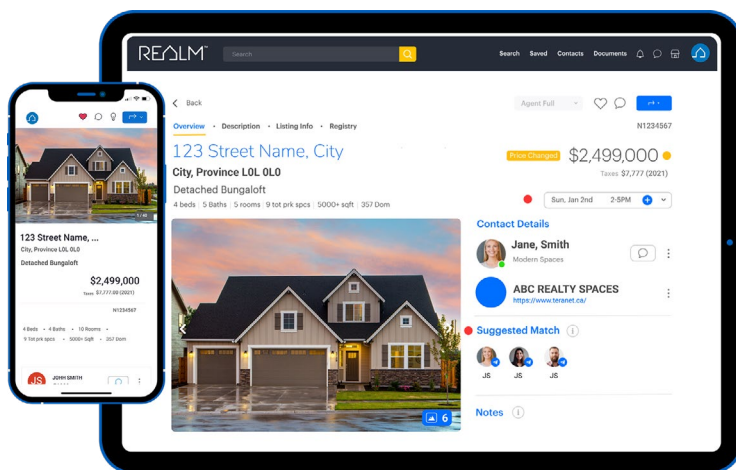 REALM™
Search
Search Saved Contacts Documents
Back
Agent Full
Overview • Description • Listing Info • Registry
N1234567
123 Street Name, City
Price Changed $2,499,000
City, Province L0L 0L0
Taxes $7,777 (2021)
Detached Bungaloft
4 beds | 5 Baths | 5 rooms | 9 tot prk spcs | 5000+ sqft | 357 Dom
Sun, Jan 2nd 2-5PM
Contact Details
Jane, Smith
Modern Spaces
ABC REALTY SPACES
https://www.teranet.ca/
Suggested Match
JS JS JS
Notes
6
1 / 40
123 Street Name, ...
City, Province L0L 0L0
Detached Bungaloft
$2,499,000
Taxes $7,777.00 (2021)
N1234567
4 Beds • 4 Baths • 10 Rooms •
9 Tot prk spcs • 5000+ Sqft • 357 Dom
JS
JOHH SMITH